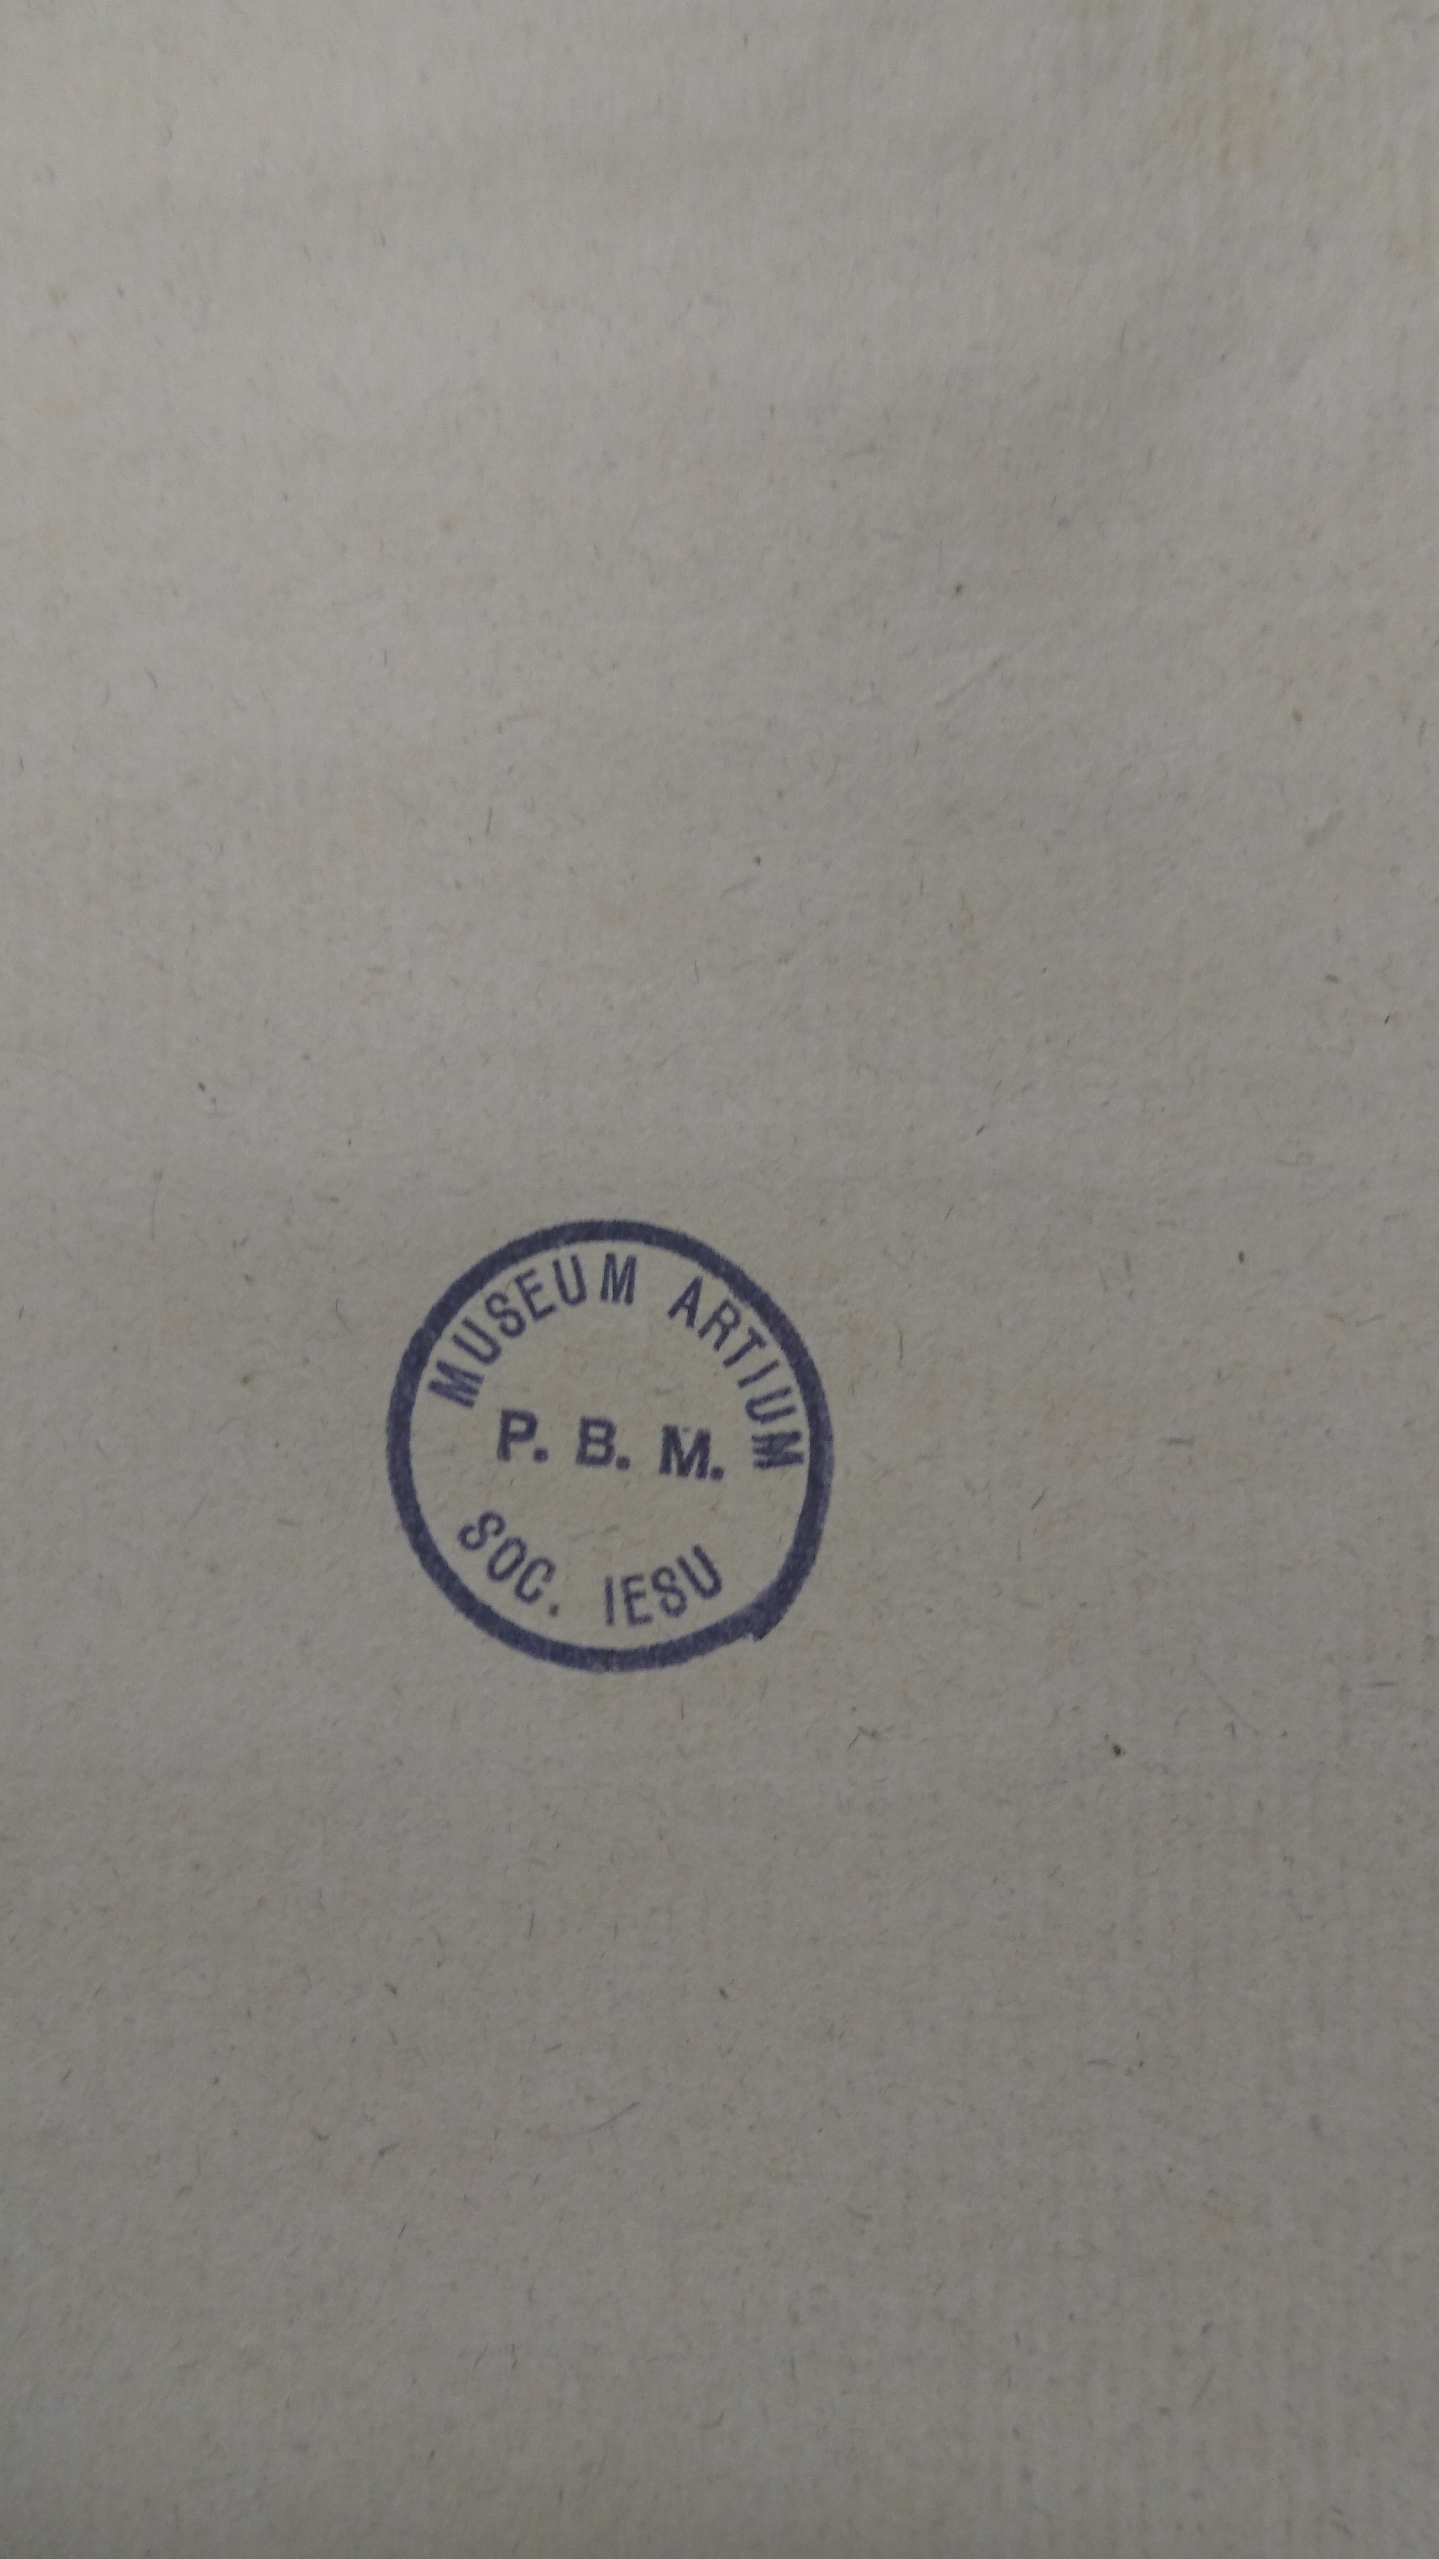 MUSEUM ARTIUM
P. B. M.
SOC. IESU